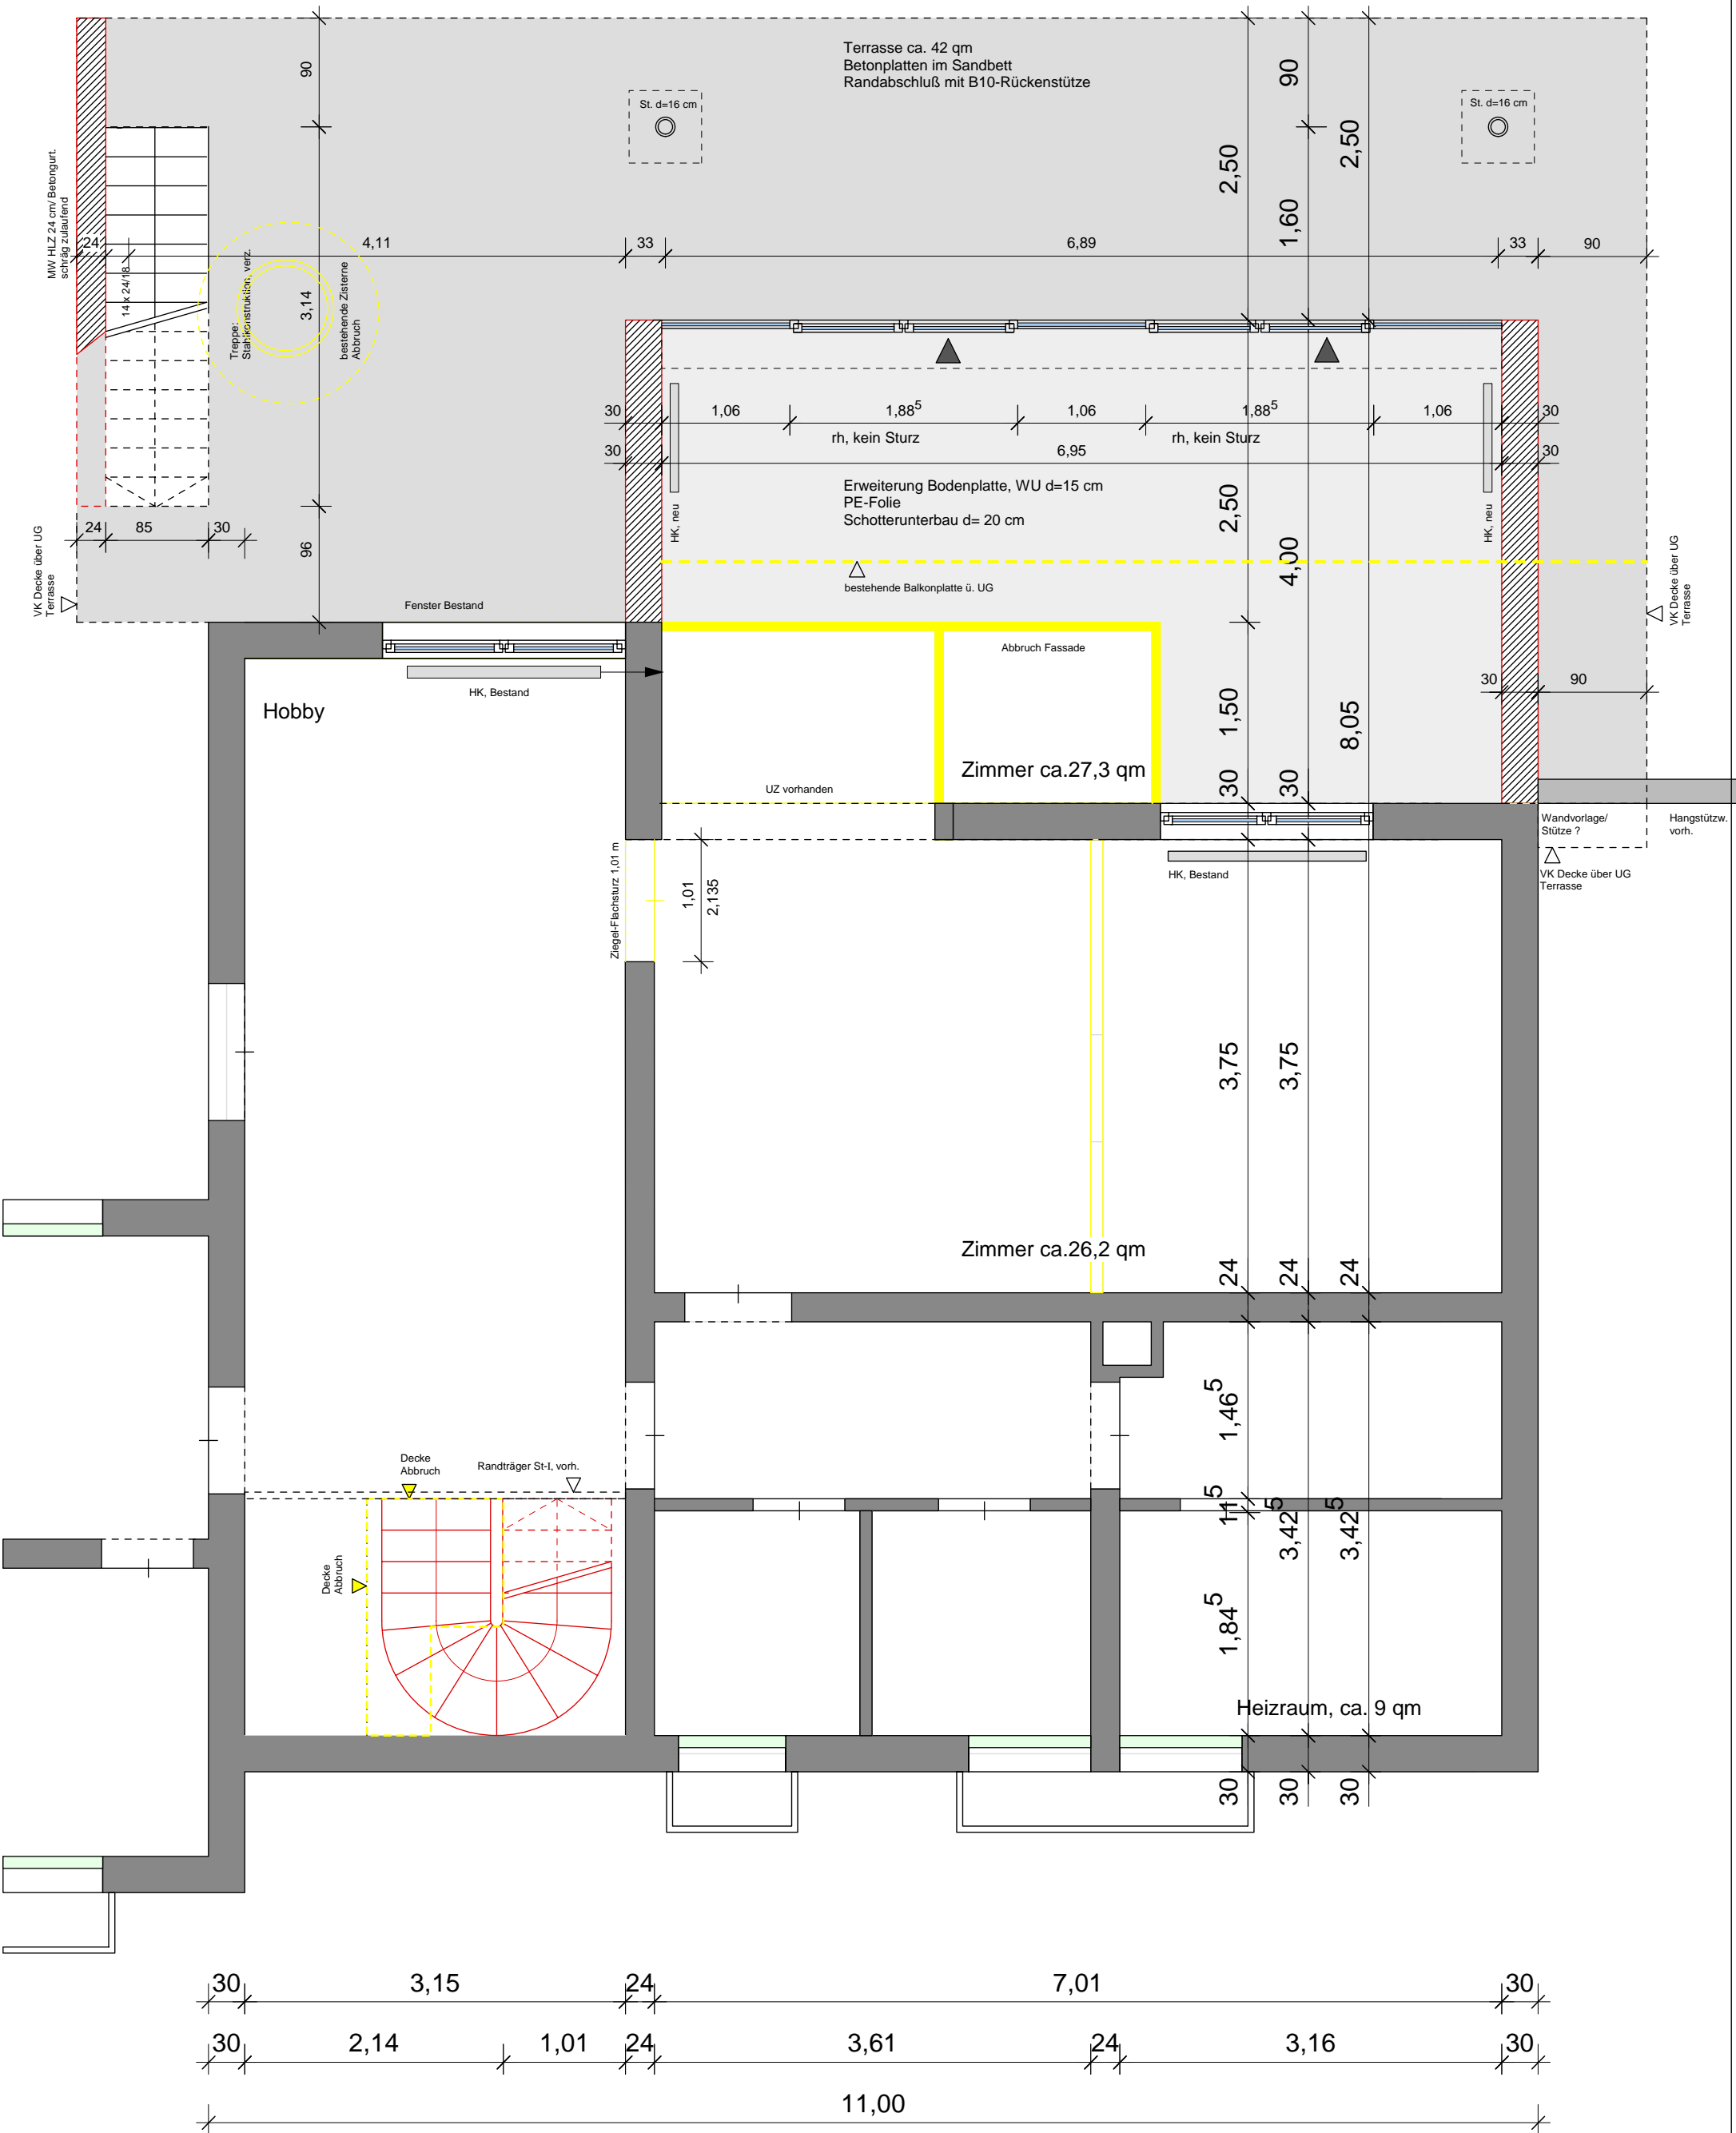 Terrasse ca. 42 qm
Betonplatten im Sandbett
Randabschluß mit B10-Rückenstütze
90
90
2,50
2,50
1,60
St. d=16 cm
St. d=16 cm
MW HLZ 24 cm/ Betongurt.
schräg zulaufend
24
4,11
33
6,89
33
90
14 x 24/18
Treppe:
Stahlkonstruktion, verz.
3,14
bestehende Zisterne
Abbruch
30
1,06
1,88⁵
1,06
1,88⁵
1,06
30
rh, kein Sturz
rh, kein Sturz
30
6,95
30
Erweiterung Bodenplatte, WU d=15 cm
PE-Folie
Schotterunterbau d= 20 cm
HK, neu
HK, neu
2,50
4,00
24
85
30
96
VK Decke über UG
Terrasse
bestehende Balkonplatte ü. UG
VK Decke über UG
Terrasse
Fenster Bestand
Abbruch Fassade
HK, Bestand
30
90
Hobby
1,50
8,05
Zimmer ca.27,3 qm
UZ vorhanden
30
30
Wandvorlage/
Stütze ?
Hangstützw.
vorh.
HK, Bestand
VK Decke über UG
Terrasse
Ziegel-Flachsturz 1,01 m
1,01
2,135
3,75
3,75
Zimmer ca.26,2 qm
24
24
24
1,46⁵
Decke
Abbruch
Randträger St-I, vorh.
11⁵
3,42⁵
3,42⁵
Decke
Abbruch
1,84⁵
Heizraum, ca. 9 qm
30
30
30
30
3,15
24
7,01
30
30
2,14
1,01
24
3,61
24
3,16
30
11,00